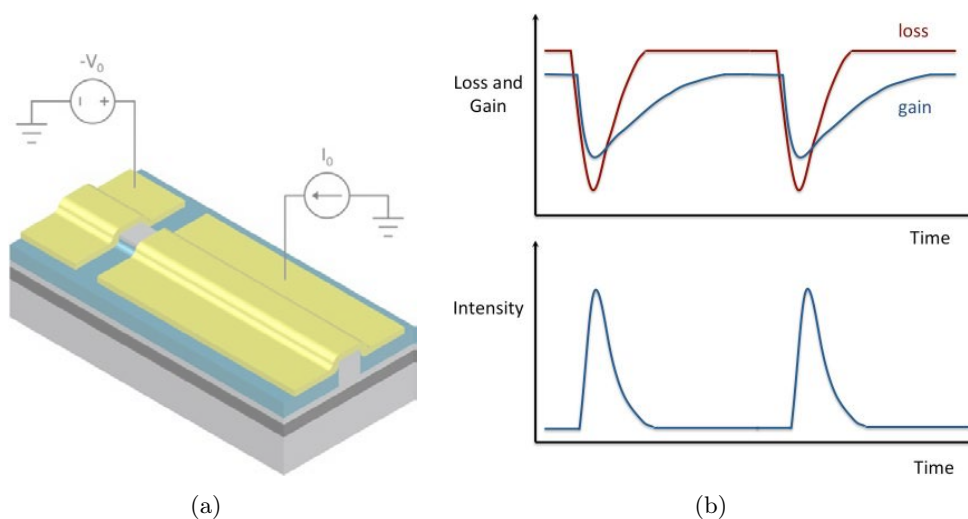 -V₀
I₀
(a)
Loss and
Gain
loss
gain
Time
Intensity
Time
(b)